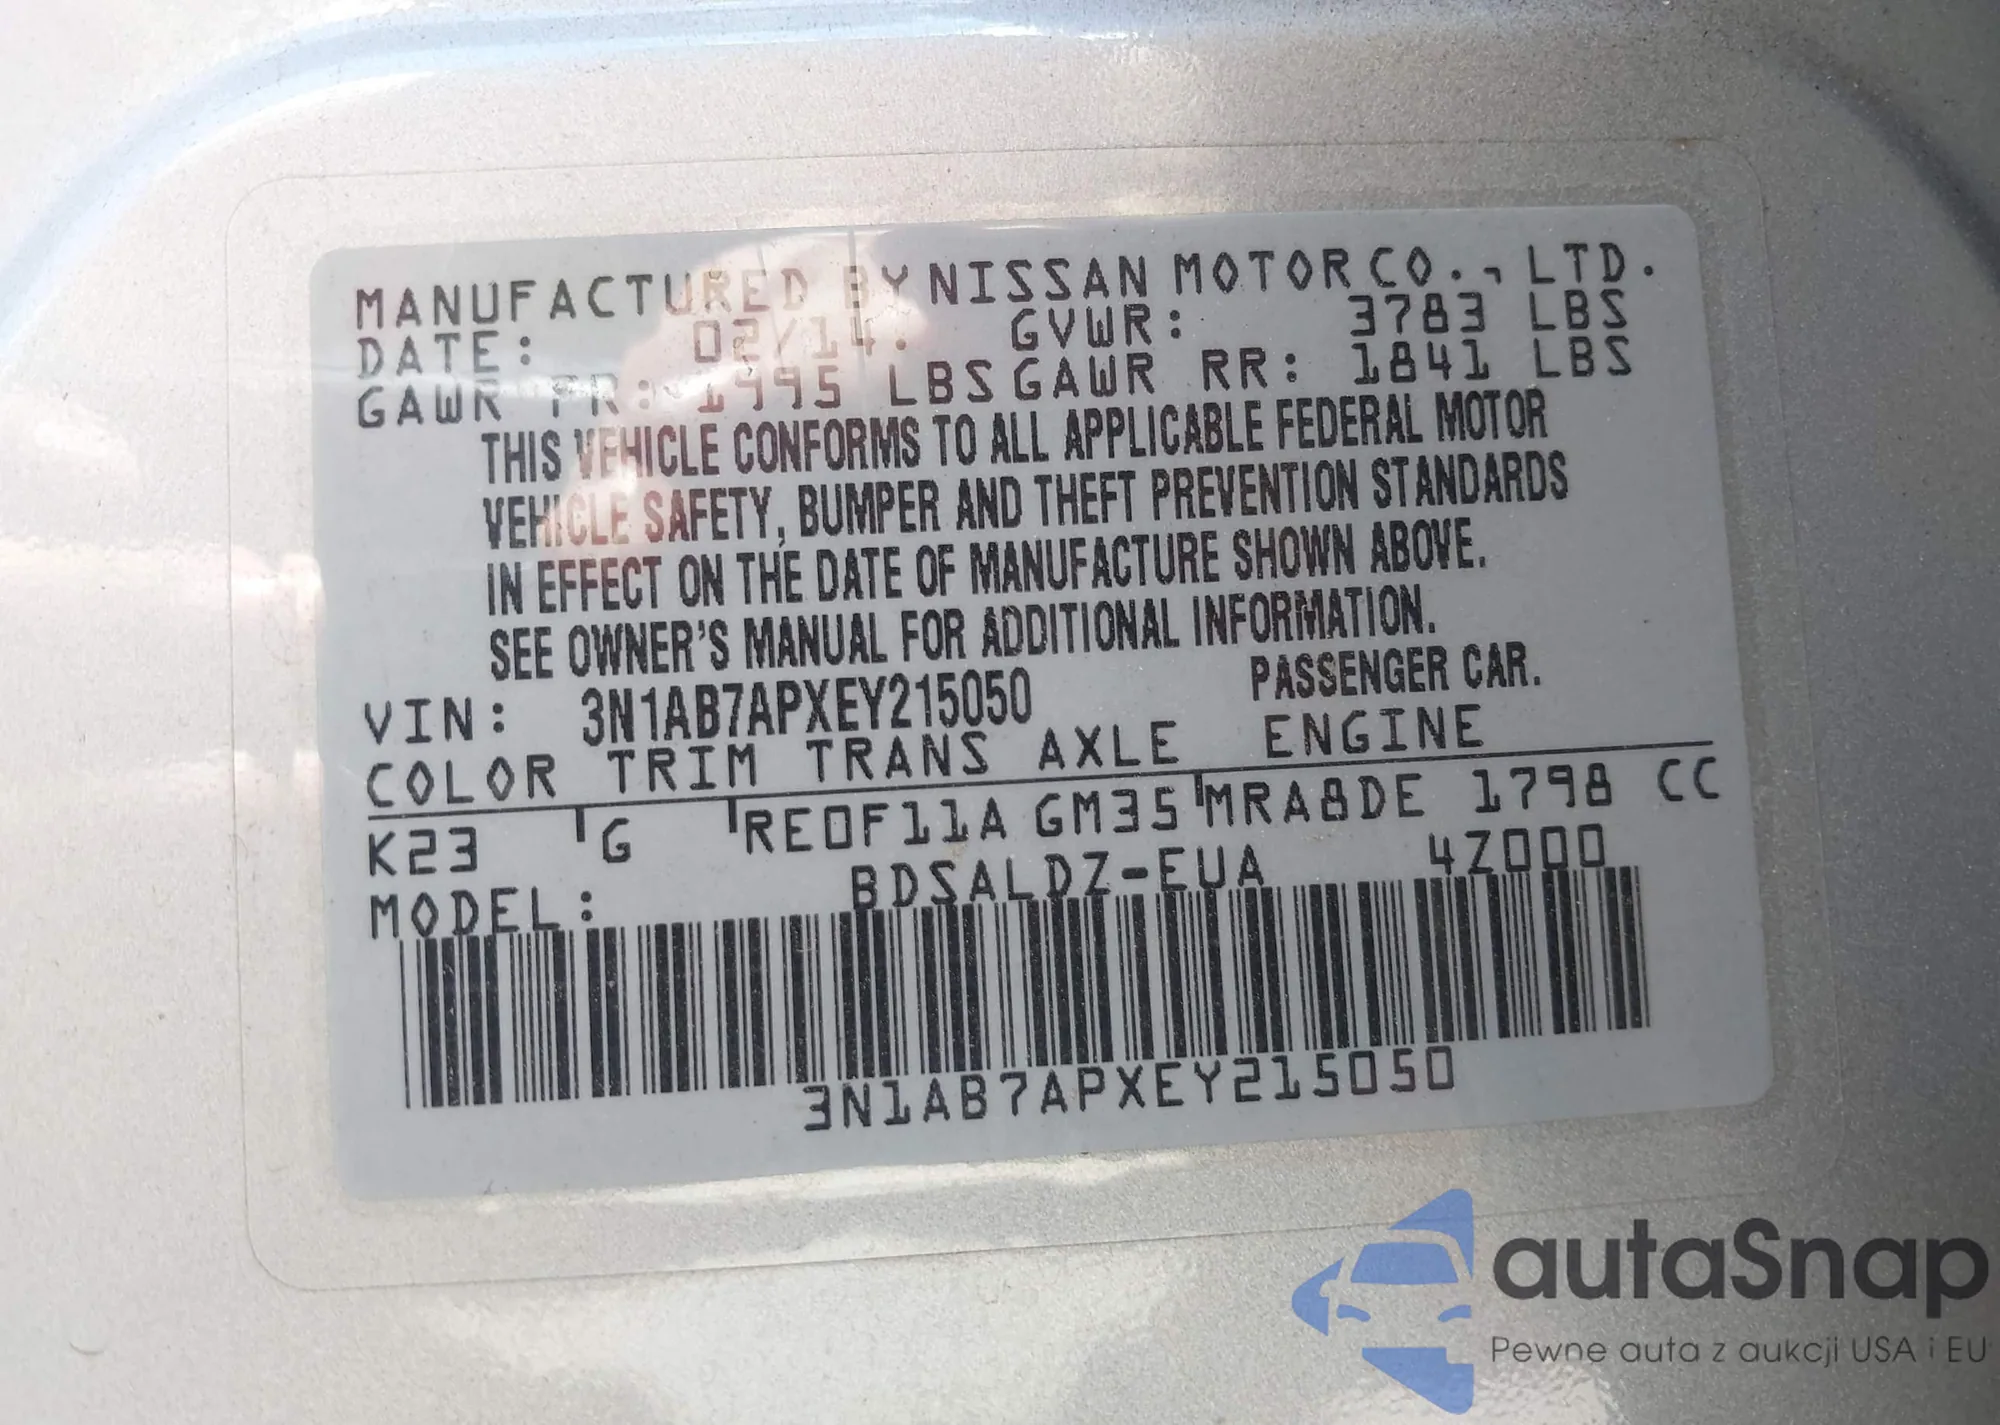 MANUFACTURED BY NISSAN MOTOR CO., LTD.
DATE: 02/14. GVWR: 3783 LBS
GAWR FR: 1995 LBS GAWR RR: 1841 LBS
THIS VEHICLE CONFORMS TO ALL APPLICABLE FEDERAL MOTOR
VEHICLE SAFETY, BUMPER AND THEFT PREVENTION STANDARDS
IN EFFECT ON THE DATE OF MANUFACTURE SHOWN ABOVE.
SEE OWNER'S MANUAL FOR ADDITIONAL INFORMATION.
VIN: 3N1AB7APXEY215050 PASSENGER CAR.
COLOR TRIM TRANS AXLE ENGINE
K23 G RE0F11A GM35 MRA8DE 1798 CC
MODEL: BDSALDZ-EUA 4Z000
3N1AB7APXEY215050
autaSnap
Pewne auta z aukcji USA i EU